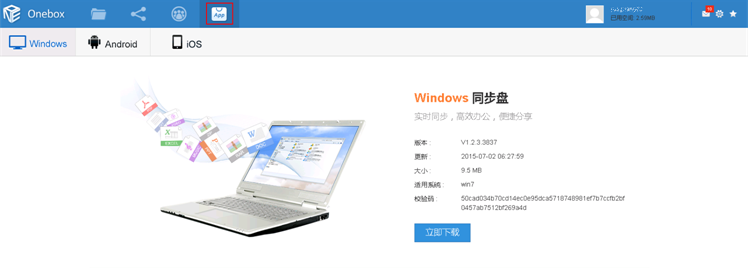 Onebox
App
已用空间: 2.59MB
Windows
Android
iOS
Windows 同步盘
实时同步，高效办公，便捷分享
版本： V1.2.3.3837
更新： 2015-07-02 06:27:59
大小： 9.5 MB
适用系统： win7
校验码： 50cad034b70cd14ec0e95dca5718748981ef7b7ccfb2bf
0457ab7512bf269a4d
立即下载